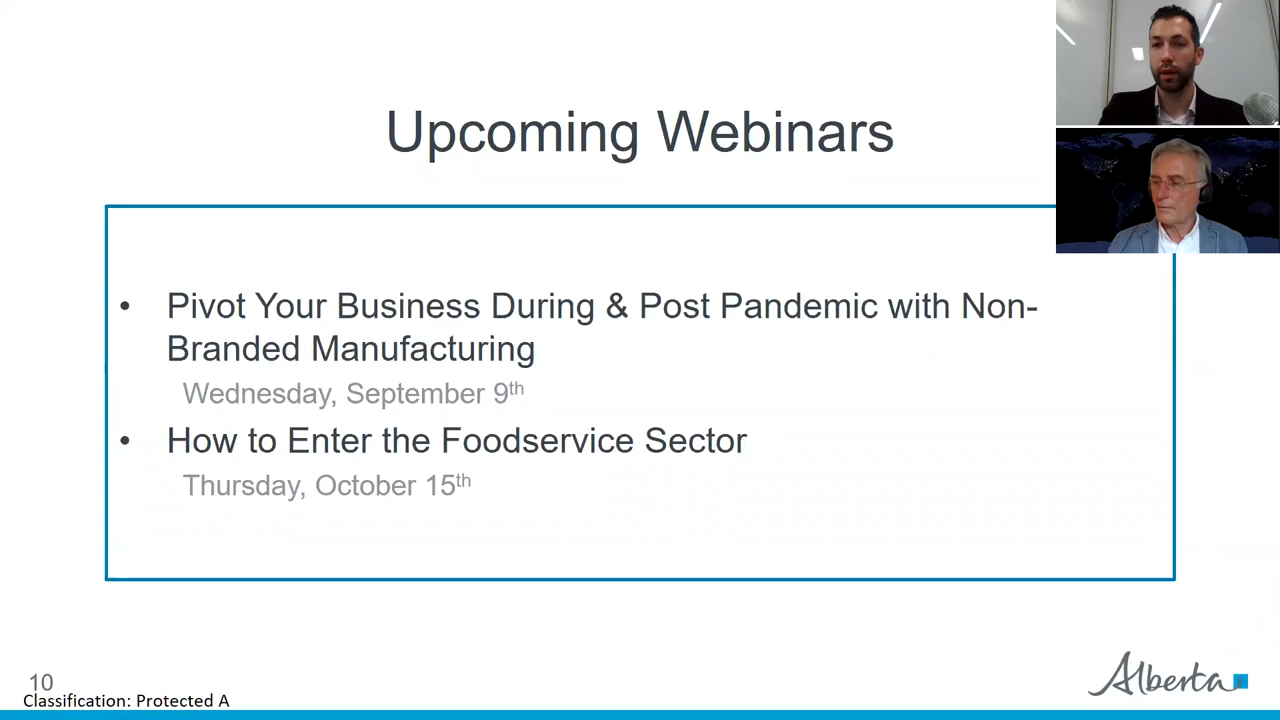 Upcoming Webinars
• Pivot Your Business During & Post Pandemic with Non-
Branded Manufacturing
Wednesday, September 9th
• How to Enter the Foodservice Sector
Thursday, October 15th
10
Classification: Protected A
Alberta